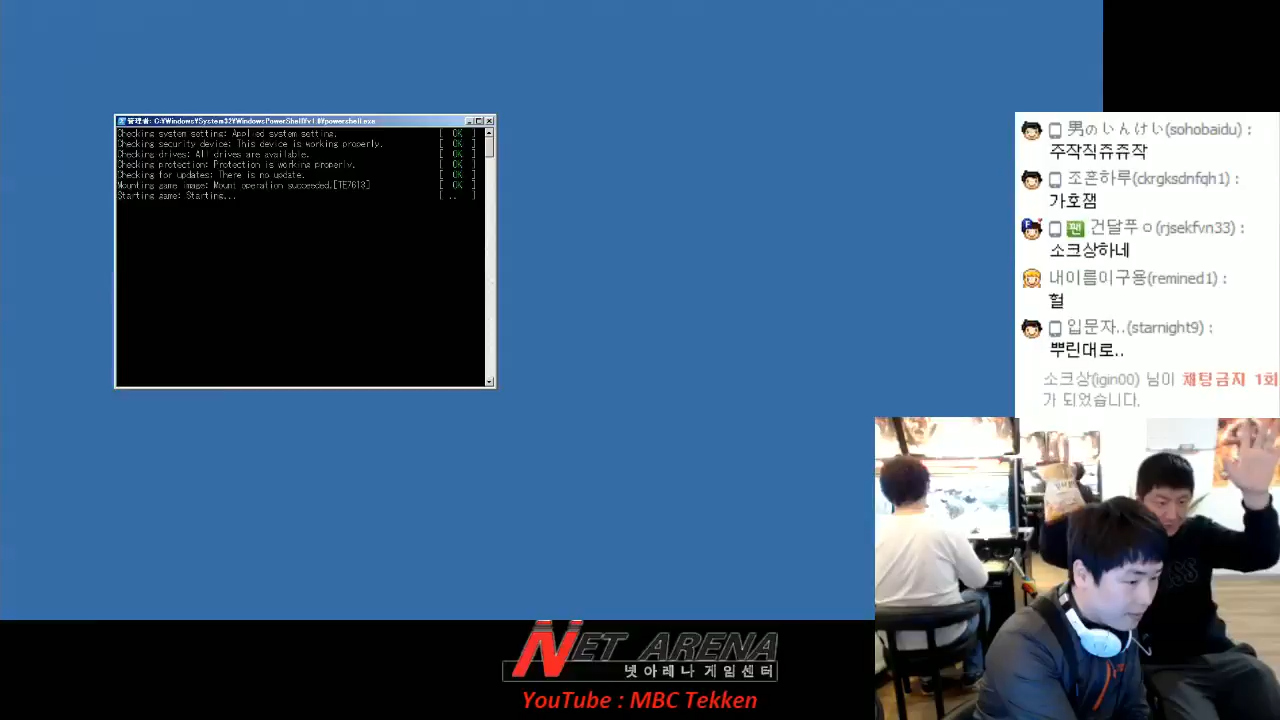 管理者: C:¥Windows¥System32¥WindowsPowerShell¥v1.0¥powershell.exe
Checking system setting: Applied system setting. [ OK ]
Checking security device: This device is working properly. [ OK ]
Checking drives: All drives are available. [ OK ]
Checking protection: Protection is working properly. [ OK ]
Checking for updates: There is no update. [ OK ]
Mounting game image: Mount operation succeeded.[TE7613] [ OK ]
Starting game: Starting... [ .. ]
男のいんけい(sohobaidu) :
주작직쥬쥬작
조흔하루(ckrgksdnfqh1) :
가호잼
팬 건달푸ㅇ(rjsekfvn33) :
소크상하네
내이름이구용(remined1) :
헐
입문자..(starnight9) :
뿌린대로..
소크상(igin00) 님이 채팅금지 1회
가 되었습니다.
NET ARENA
넷아레나게임센터
YouTube : MBC Tekken